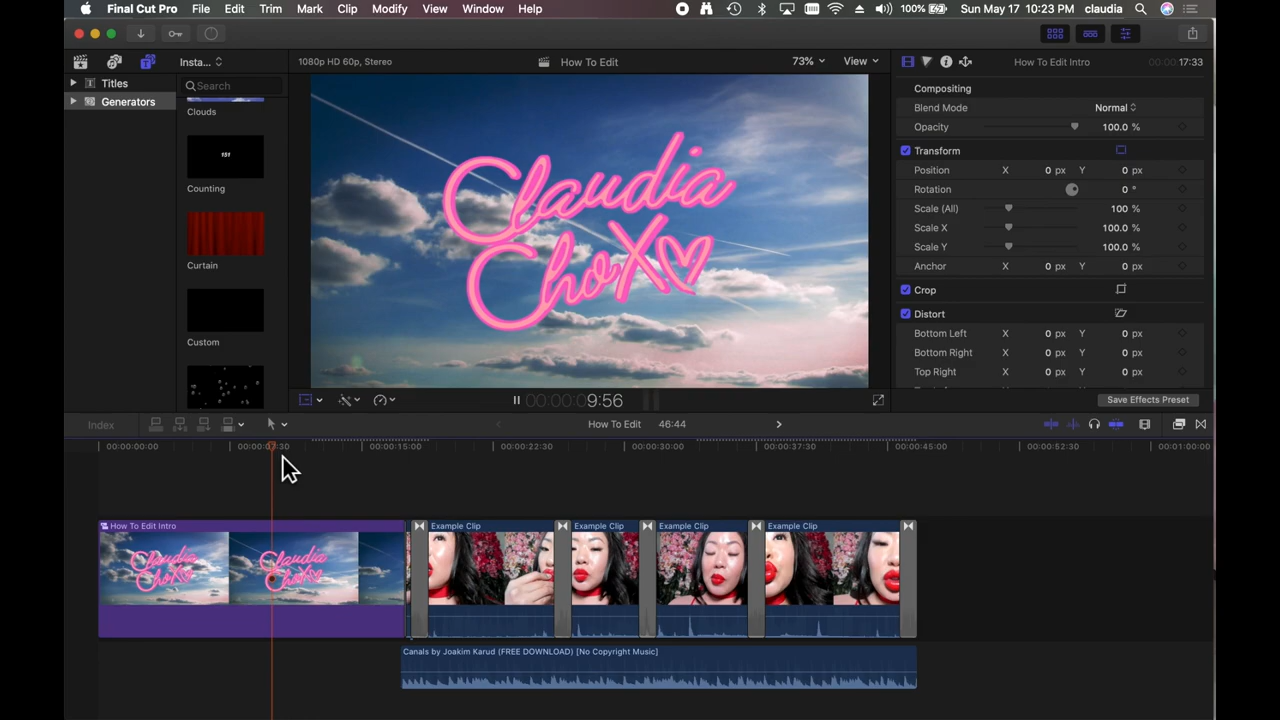 Final Cut Pro File Edit Trim Mark Clip Modify View Window Help 100% Sun May 17 10:23 PM claudia
Insta... 1080p HD 60p, Stereo How To Edit 73% View How To Edit Intro 00:00 17:33
Titles
Generators
Search
Clouds
151
Counting
Curtain
Custom
Claudia
ChoX
Compositing
Blend Mode Normal
Opacity 100.0 %
Transform
Position X 0 px Y 0 px
Rotation 0 °
Scale (All) 100 %
Scale X 100.0 %
Scale Y 100.0 %
Anchor X 0 px Y 0 px
Crop
Distort
Bottom Left X 0 px Y 0 px
Bottom Right X 0 px Y 0 px
Top Right X 0 px Y 0 px
00:00:09:56 Save Effects Preset
Index How To Edit 46:44
00:00:00:00 00:00:07:30 00:00:15:00 00:00:22:30 00:00:30:00 00:00:37:30 00:00:45:00 00:00:52:30 00:01:00:00
How To Edit Intro Example Clip Example Clip Example Clip Example Clip
Claudia Claudia
ChoX ChoX
Canals by Joakim Karud (FREE DOWNLOAD) [No Copyright Music]